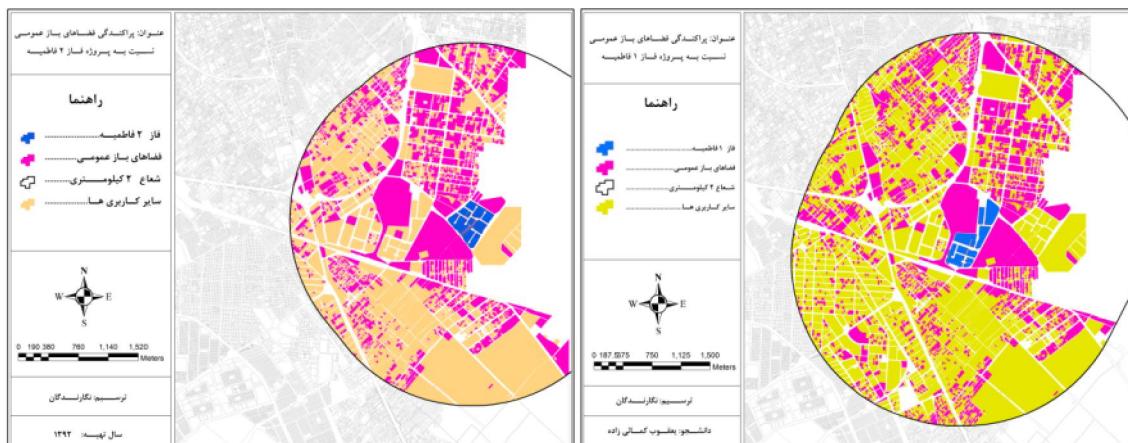 عنوان: پراکندگی فضاهای باز عمومی
نسبت به پروژه فاز ۲ فاطمیه
راهنما
فاز ۲ فاطمیه
فضاهای باز عمومی
شعاع ۲ کیلومتری
سایر کاربری ها
N
W E
S
0 190 380 760 1,140 1,520
Meters
ترسیم: نگارندگان
سال تهیه: ۱۳۹۲
عنوان: پراکندگی فضاهای باز عمومی
نسبت به پروژه فاز ۱ فاطمیه
راهنما
فاز ۱ فاطمیه
فضاهای باز عمومی
شعاع ۲ کیلومتری
سایر کاربری ها
N
W E
S
0 187.5375 750 1,125 1,500
Meters
ترسیم: نگارندگان
دانشجو: یعقوب کمالی زاده